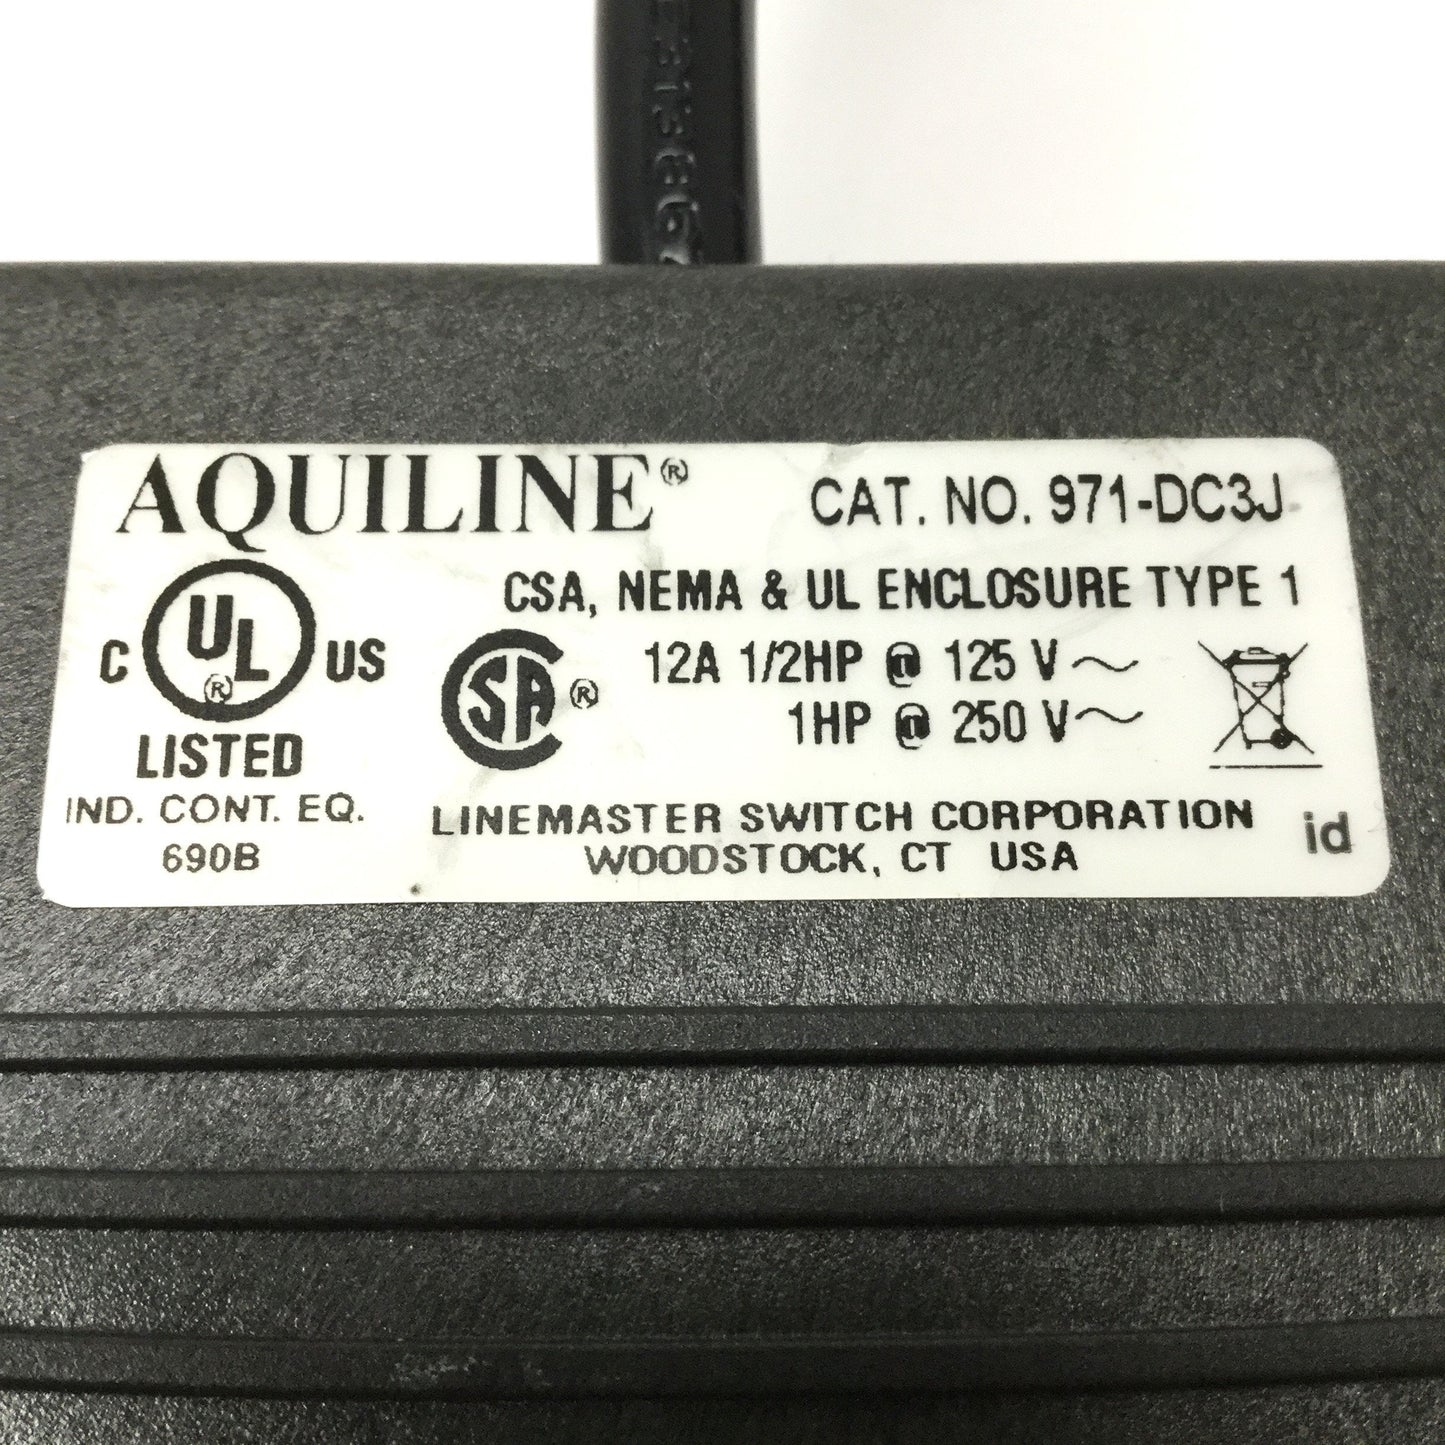 AQUILINE® CAT. NO. 971-DC3J
CSA, NEMA & UL ENCLOSURE TYPE 1
C UL® US
LISTED
IND. CONT. EQ.
690B
SA®
12A 1/2HP @ 125 V~
1HP @ 250 V~
LINEMASTER SWITCH CORPORATION
WOODSTOCK, CT USA
id